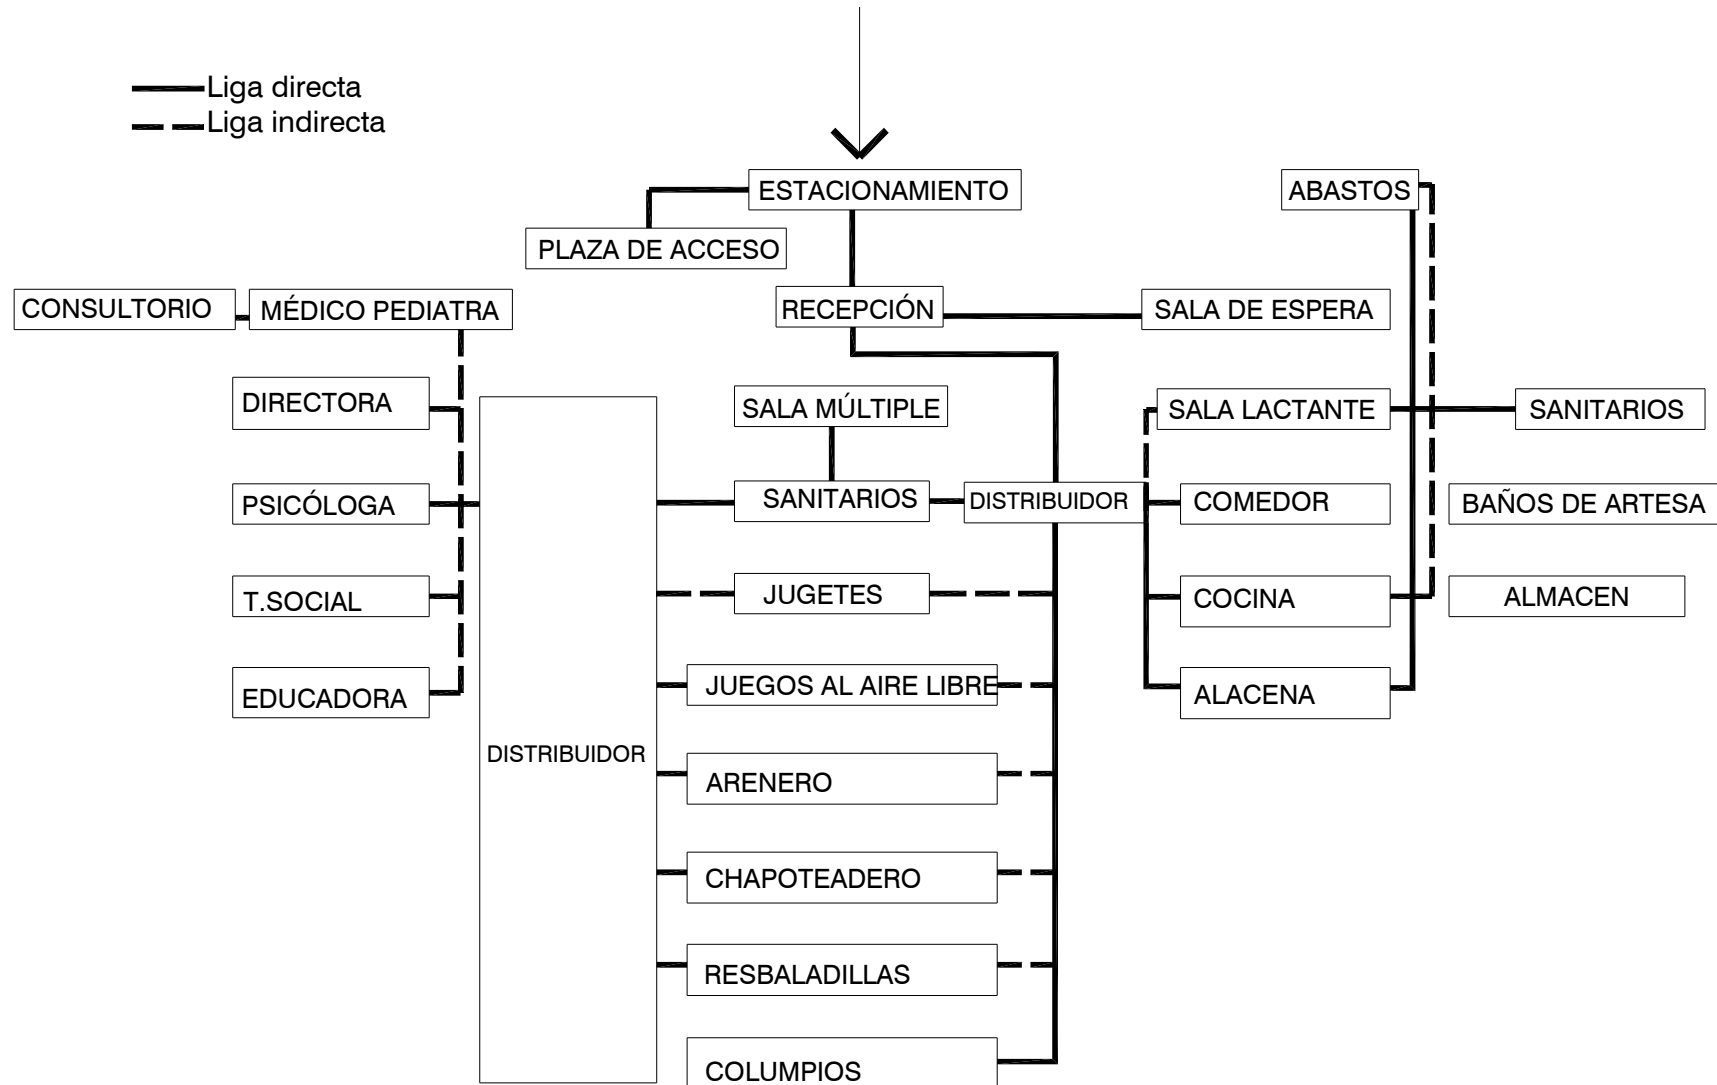 Liga directa
Liga indirecta
ESTACIONAMIENTO
ABASTOS
PLAZA DE ACCESO
CONSULTORIO
MÉDICO PEDIATRA
RECEPCIÓN
SALA DE ESPERA
DIRECTORA
SALA MÚLTIPLE
SALA LACTANTE
SANITARIOS
PSICÓLOGA
SANITARIOS
DISTRIBUIDOR
COMEDOR
BAÑOS DE ARTESA
T.SOCIAL
JUGETES
COCINA
ALMACEN
EDUCADORA
JUEGOS AL AIRE LIBRE
ALACENA
DISTRIBUIDOR
ARENERO
CHAPOTEADERO
RESBALADILLAS
COLUMPIOS